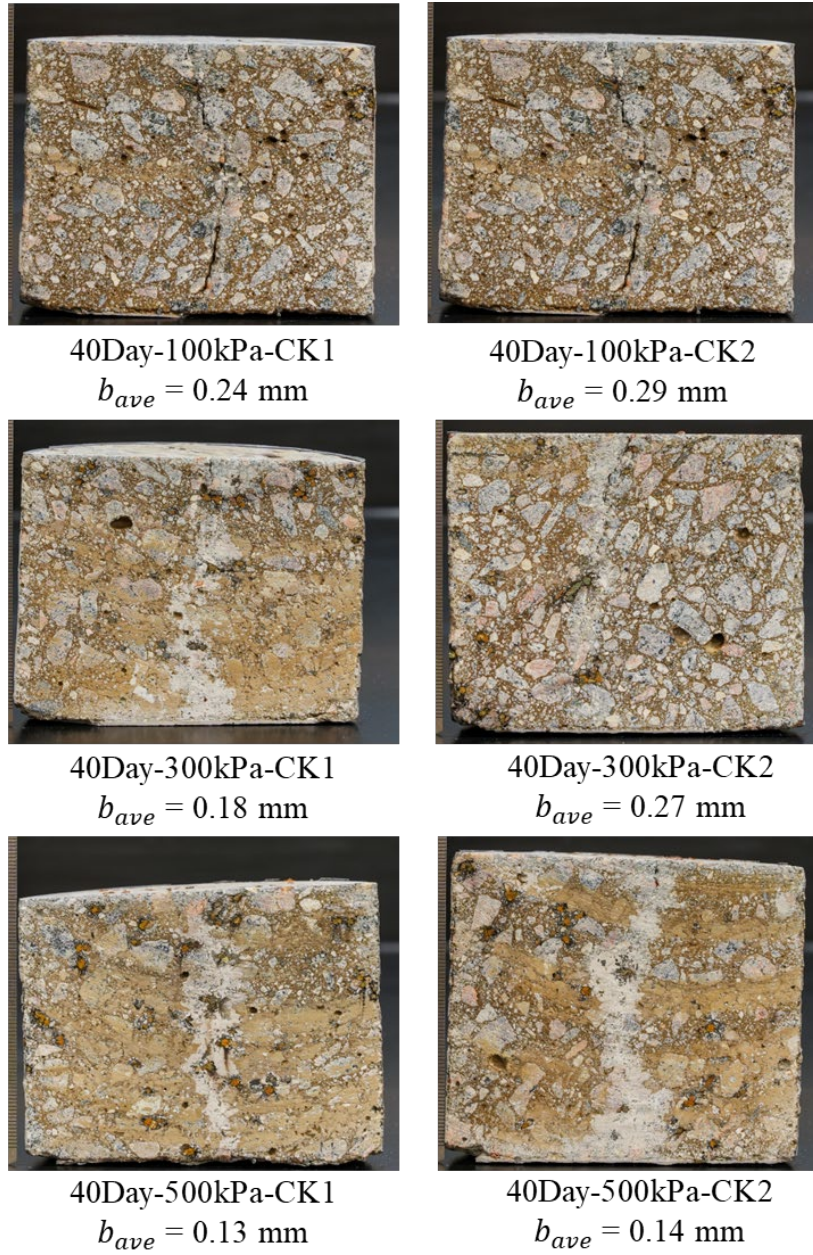 40Day-100kPa-CK1
b_ave = 0.24 mm
40Day-100kPa-CK2
b_ave = 0.29 mm
40Day-300kPa-CK1
b_ave = 0.18 mm
40Day-300kPa-CK2
b_ave = 0.27 mm
40Day-500kPa-CK1
b_ave = 0.13 mm
40Day-500kPa-CK2
b_ave = 0.14 mm